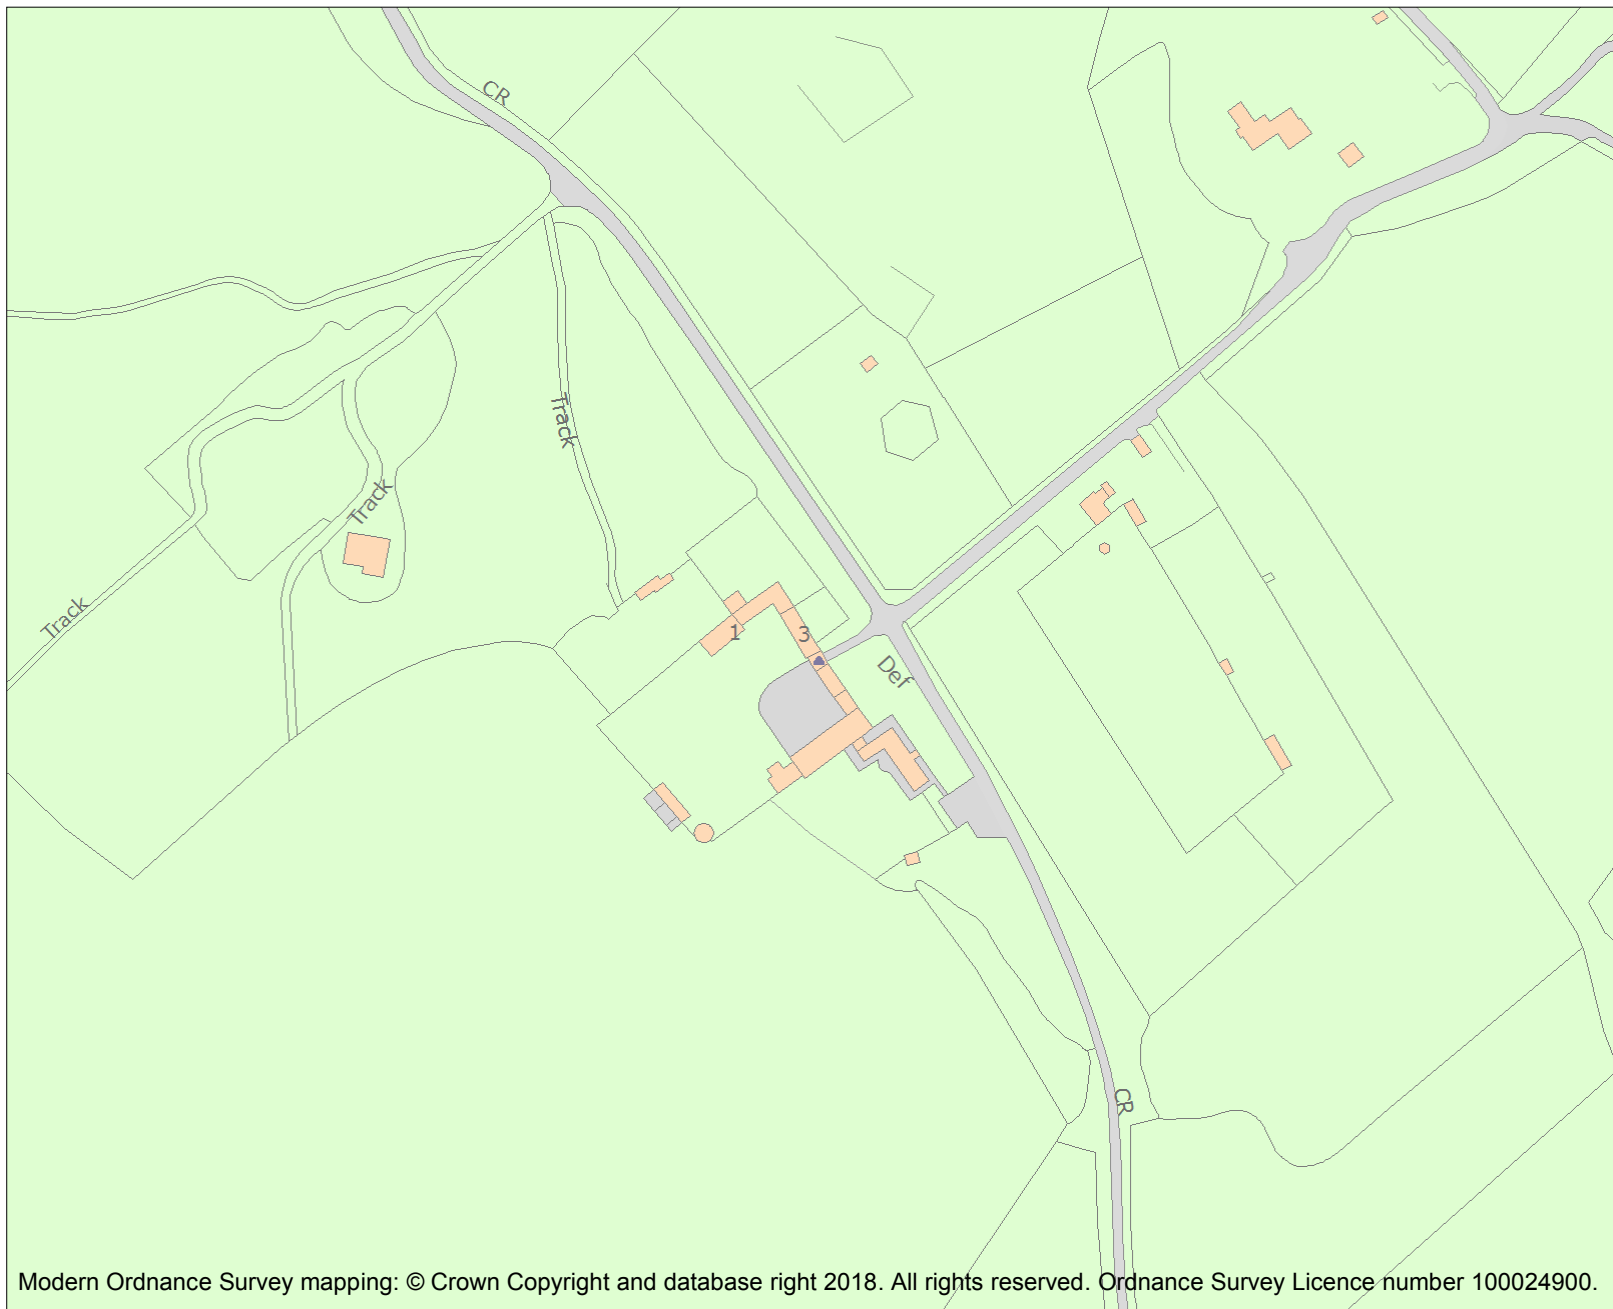 CR
Track
Track
Track
1
3
Def
CR
Modern Ordnance Survey mapping: © Crown Copyright and database right 2018. All rights reserved. Ordnance Survey Licence number 100024900.